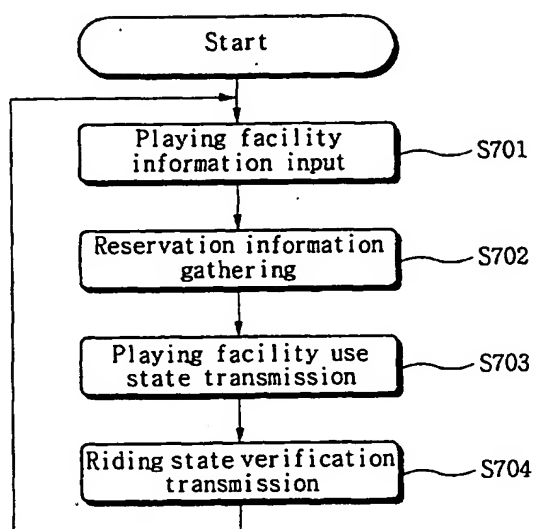 Start
Playing facility
information input
S701
Reservation information
gathering
S702
Playing facility use
state transmission
S703
Riding state verification
transmission
S704